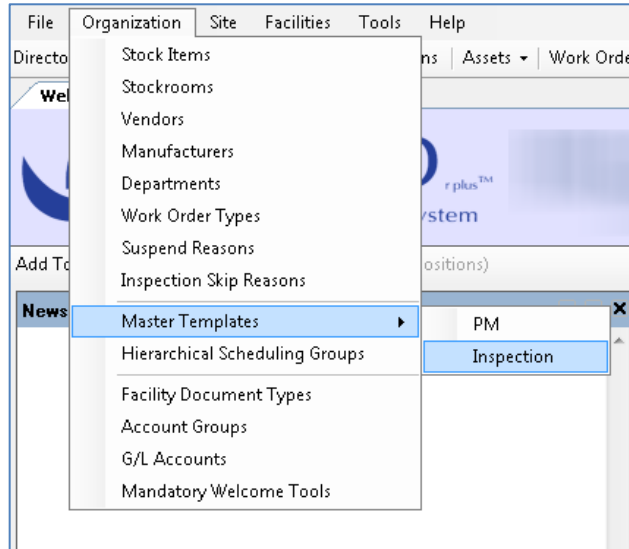 File Organization Site Facilities Tools Help
Directo ns Assets Work Orde
Wel
Stock Items
Stockrooms
Vendors
Manufacturers
Departments
r plus™
Work Order Types
ystem
Suspend Reasons
Add To ositions)
Inspection Skip Reasons
News
Master Templates
PM
Hierarchical Scheduling Groups
Inspection
Facility Document Types
Account Groups
G/L Accounts
Mandatory Welcome Tools